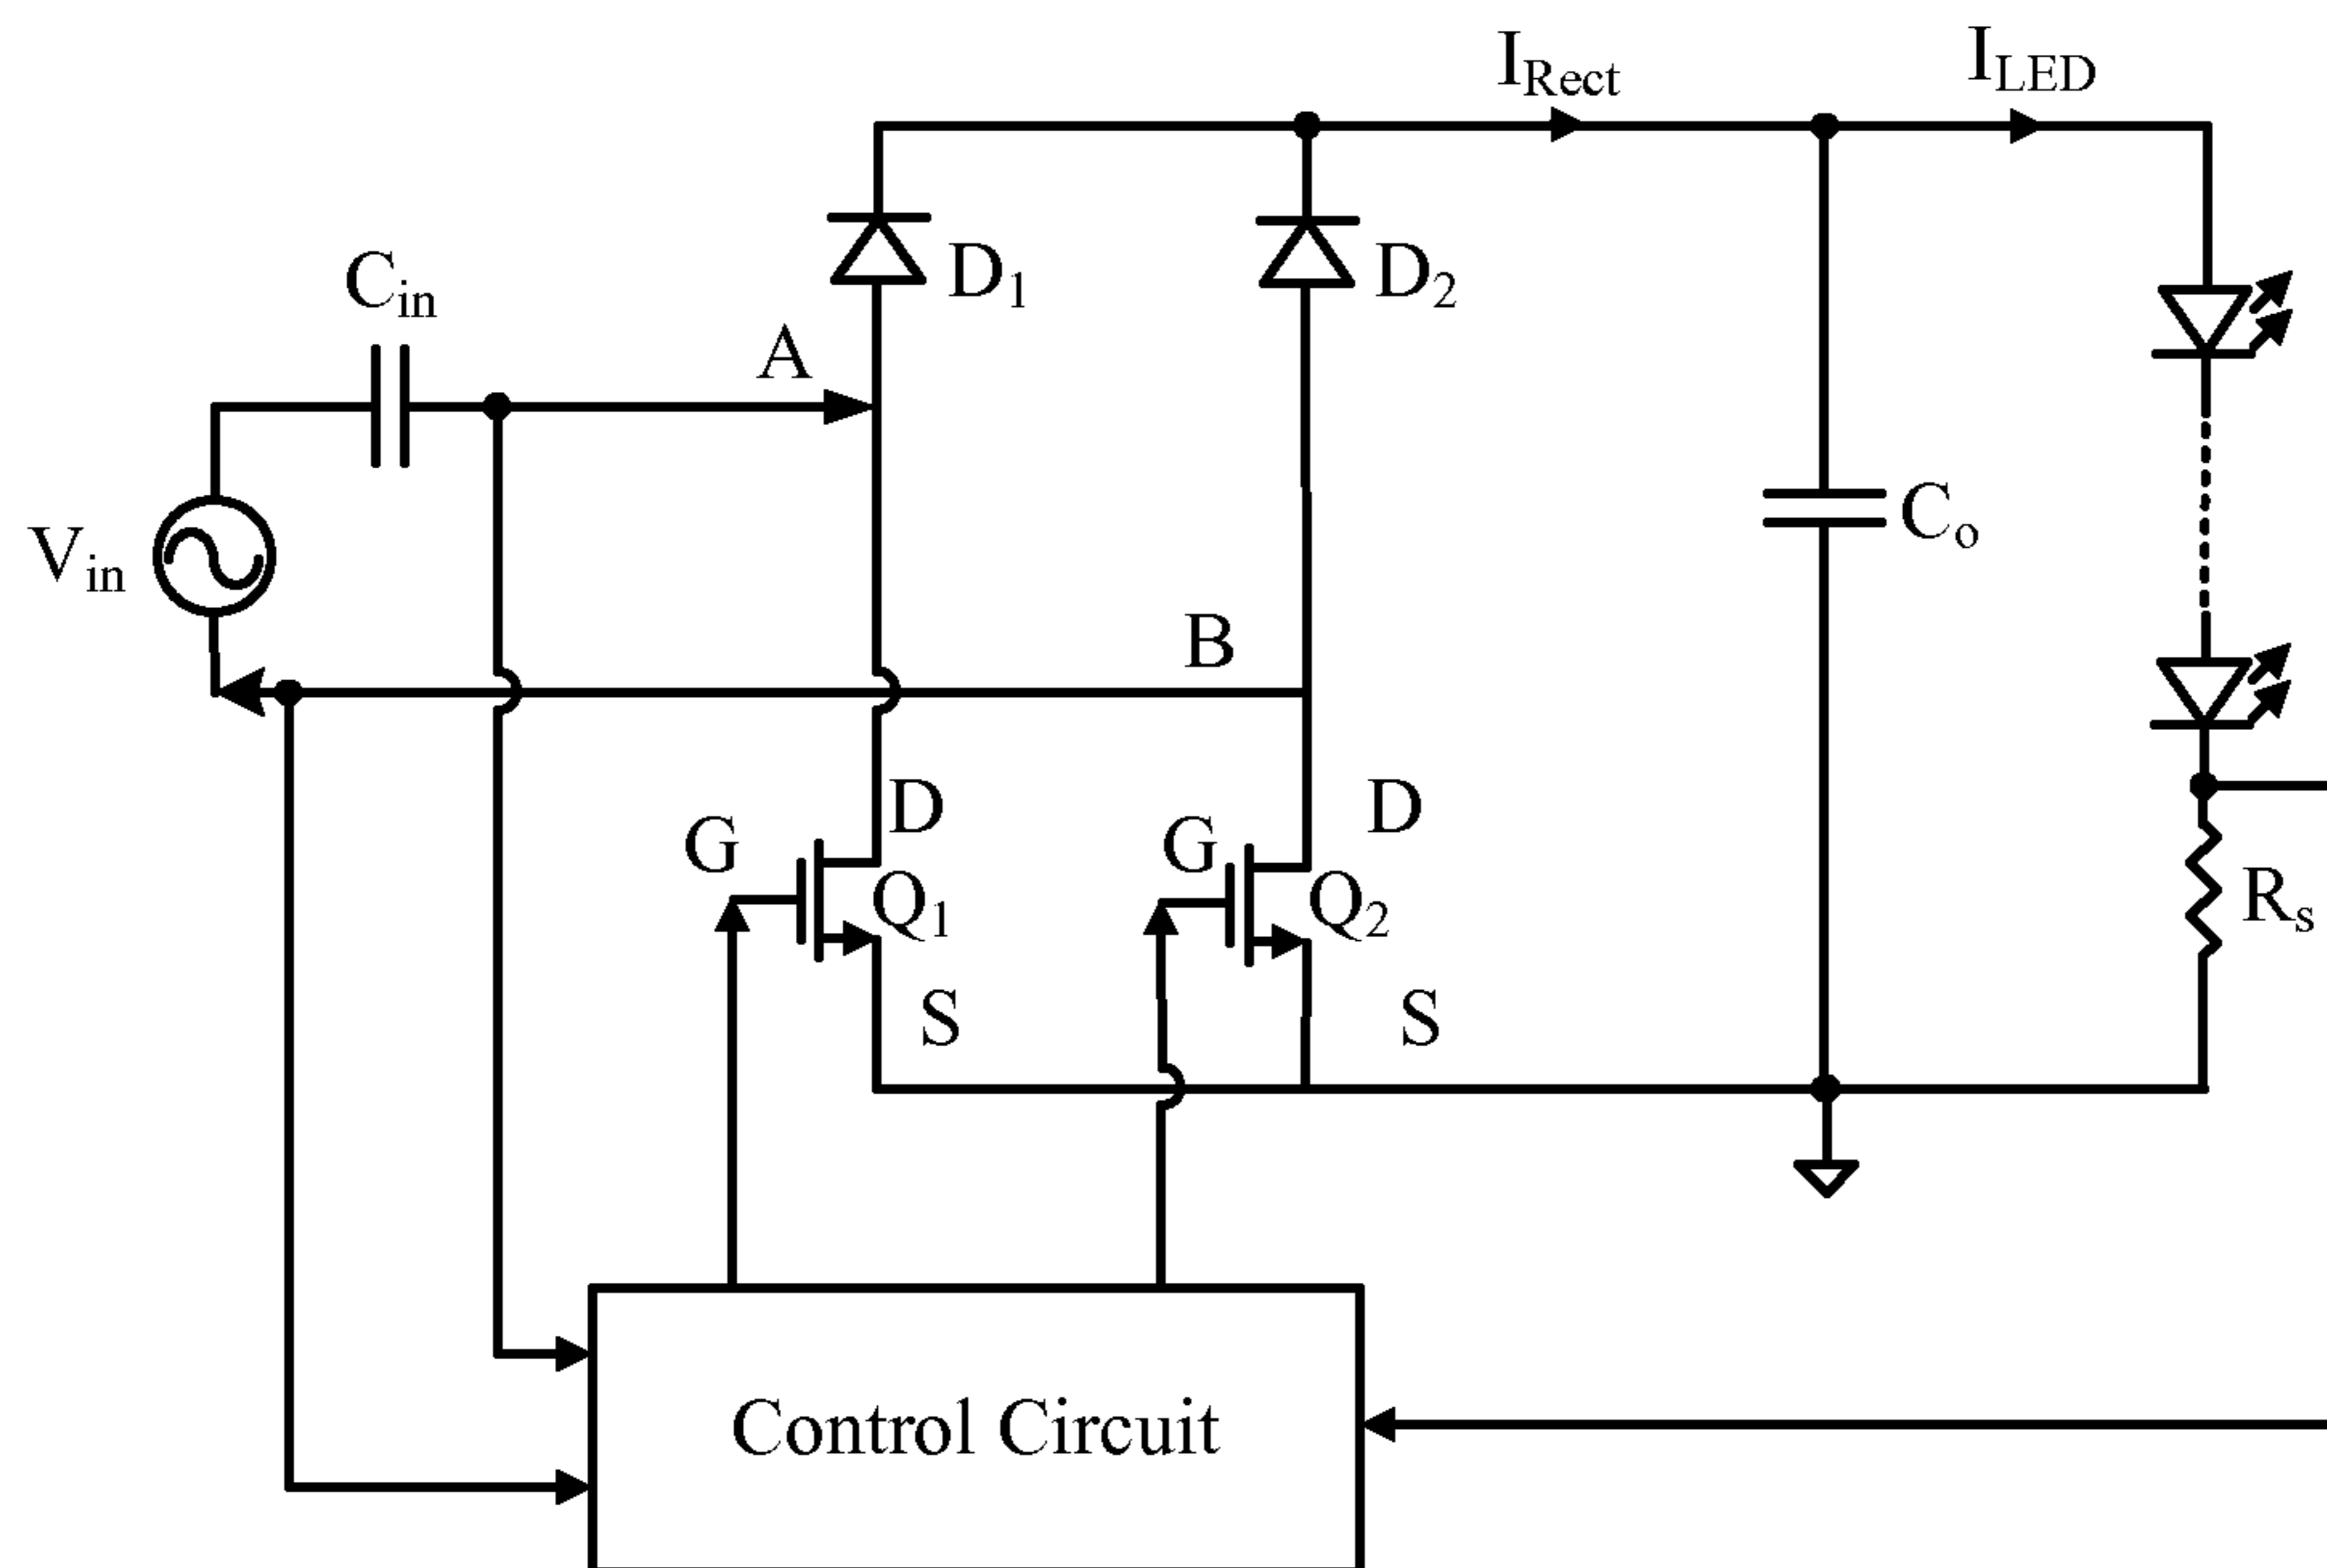 I_Rect
I_LED
C_in
D_1
D_2
A
V_in
C_o
B
D
D
G
G
Q_1
Q_2
R_s
S
S
Control Circuit